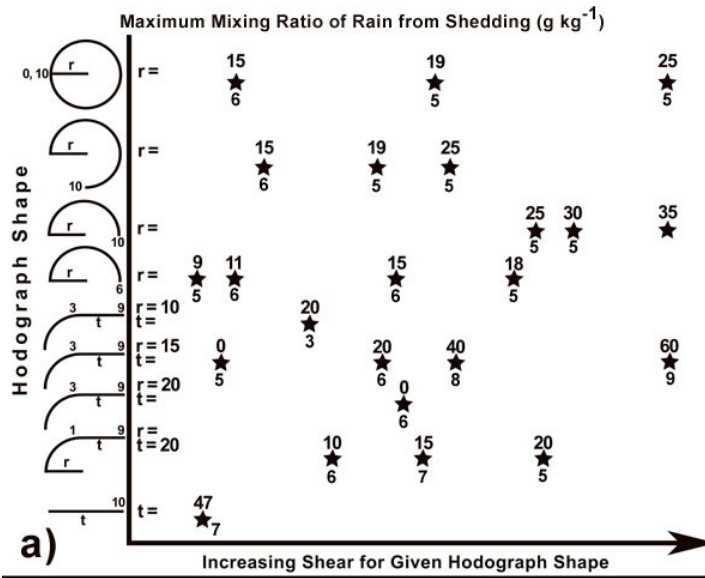 Maximum Mixing Ratio of Rain from Shedding (g kg-1)
Hodograph Shape
0, 10 r r = 15 19 25
6 5 5
r r = 15 19 25
10 6 5 5
r r = 25 30 35
10 5 5 5
r r = 9 11 15 18
6 5 6 6 5
3 9 r = 10 20
t t = 3
3 9 r = 15 0 20 40 60
t t = 5 6 8 9
3 9 r = 20 0
t t = 6
1 9 r =
t t = 20 10 15 20
r 6 7 5
10 t = 47
t 7
a)
Increasing Shear for Given Hodograph Shape